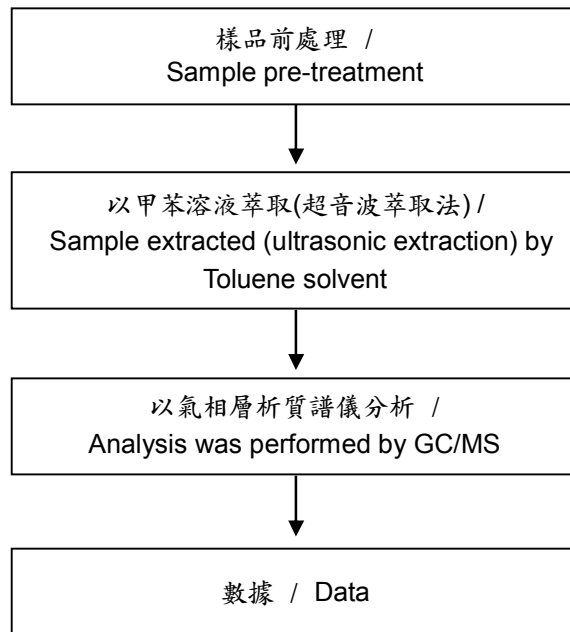 樣品前處理 /
Sample pre-treatment
以甲苯溶液萃取(超音波萃取法) /
Sample extracted (ultrasonic extraction) by
Toluene solvent
以氣相層析質譜儀分析 /
Analysis was performed by GC/MS
數據 / Data